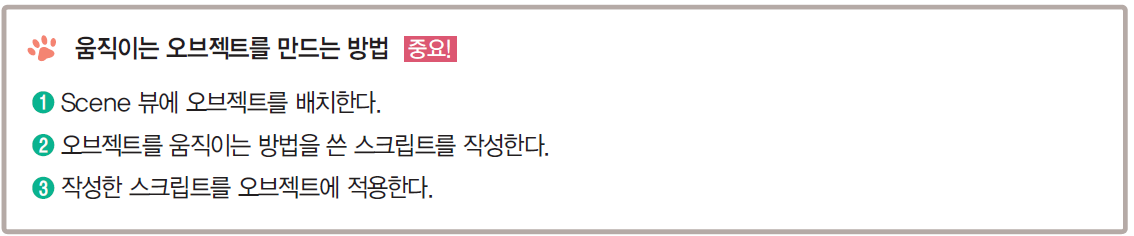 움직이는 오브젝트를 만드는 방법 중요!
❶ Scene 뷰에 오브젝트를 배치한다.
❷ 오브젝트를 움직이는 방법을 쓴 스크립트를 작성한다.
❸ 작성한 스크립트를 오브젝트에 적용한다.